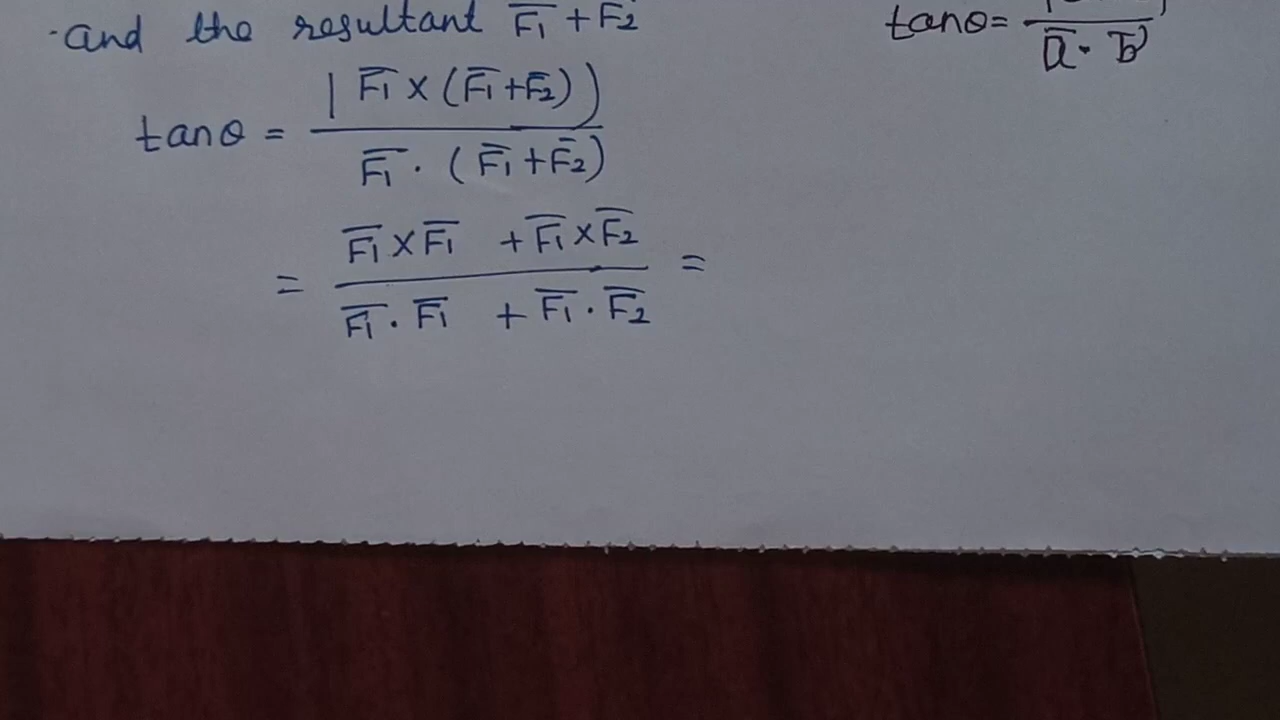 and the resultant F̅₁ + F̅₂
tanθ = / a̅ · b̅
tanθ = | F̅₁ × (F̅₁ + F̅₂) | / F̅₁ · (F̅₁ + F̅₂)
= F̅₁ × F̅₁ + F̅₁ × F̅₂ / F̅₁ · F̅₁ + F̅₁ · F̅₂ =